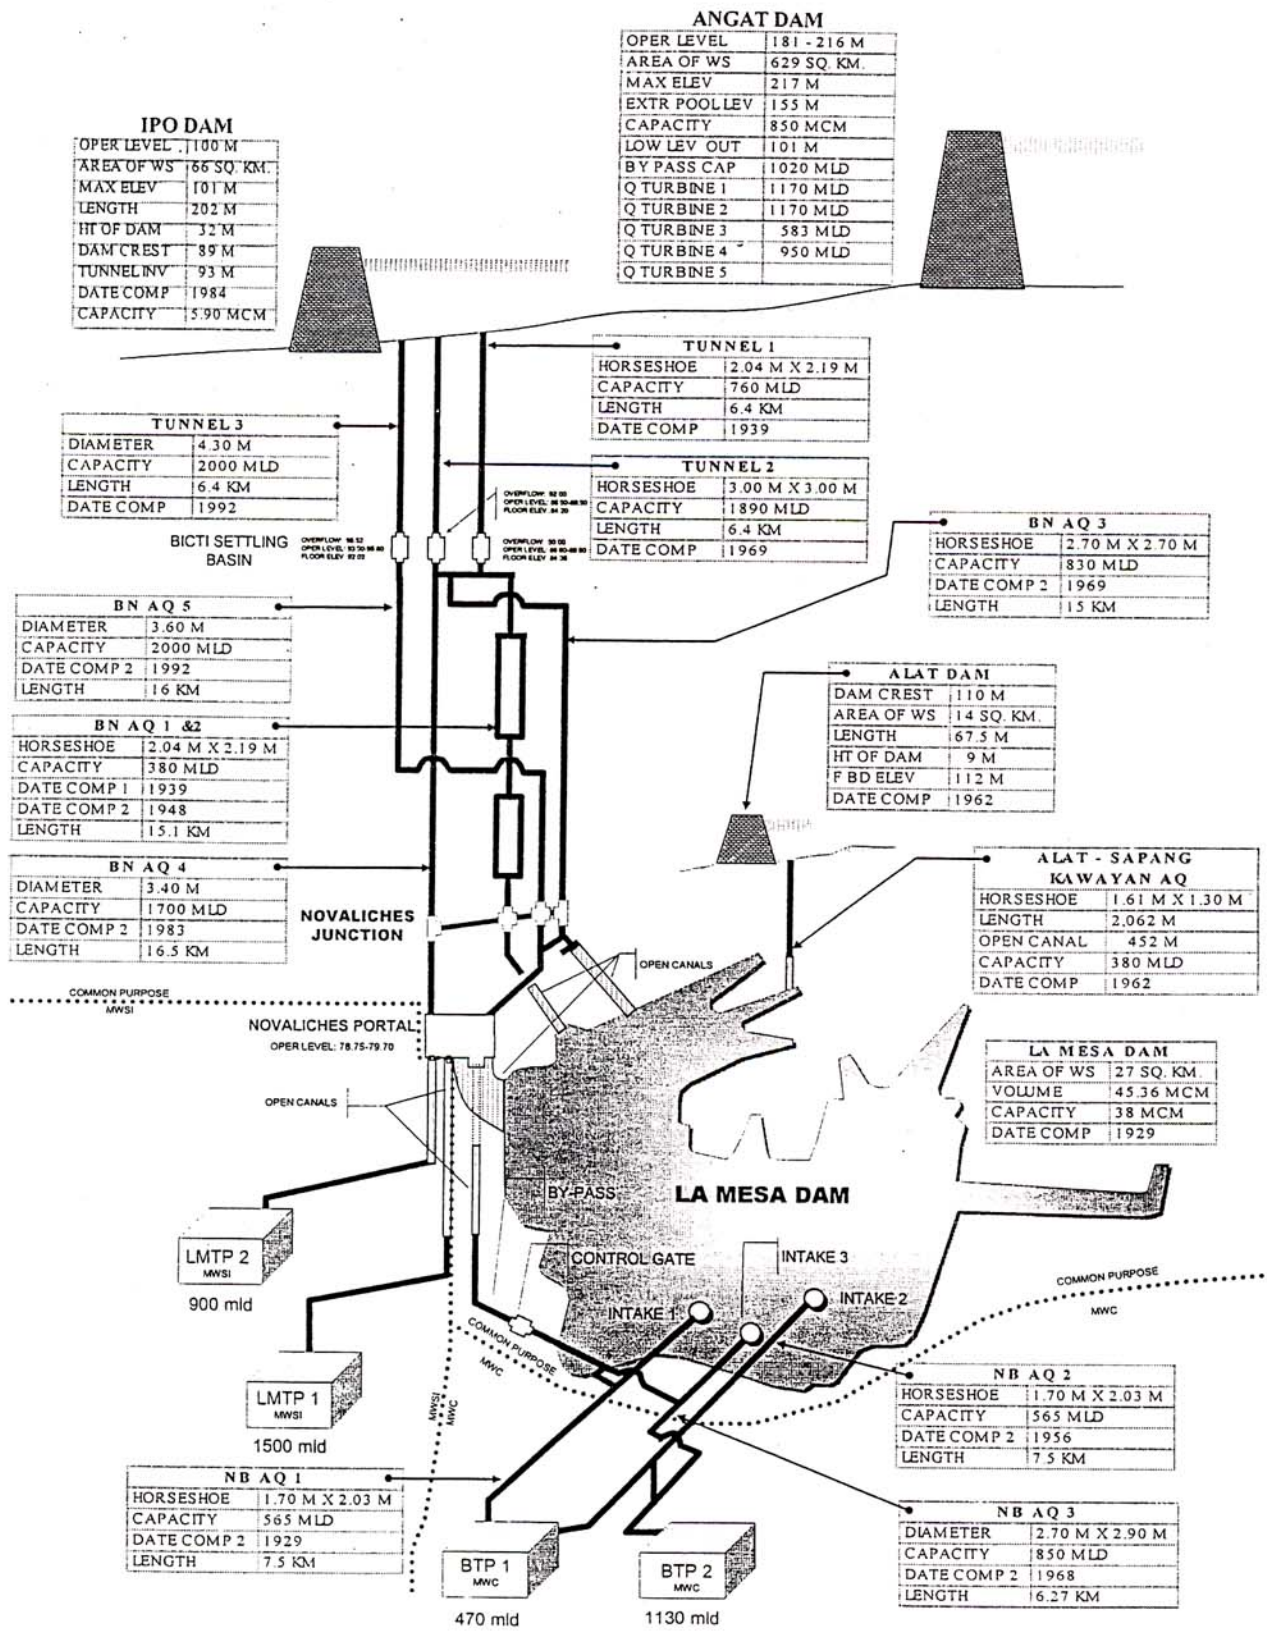 ANGAT DAM
OPER LEVEL 181 - 216 M
AREA OF WS 629 SQ. KM.
MAX ELEV 217 M
EXTR POOL LEV 155 M
CAPACITY 850 MCM
LOW LEV OUT 101 M
BY PASS CAP 1020 MLD
Q TURBINE 1 1170 MLD
Q TURBINE 2 1170 MLD
Q TURBINE 3 583 MLD
Q TURBINE 4 950 MLD
Q TURBINE 5
IPO DAM
OPER LEVEL 100 M
AREA OF WS 66 SQ. KM.
MAX ELEV 101 M
LENGTH 202 M
HT OF DAM 32 M
DAM CREST 89 M
TUNNEL INV 93 M
DATE COMP 1984
CAPACITY 5.90 MCM
TUNNEL 1
HORSESHOE 2.04 M X 2.19 M
CAPACITY 760 MLD
LENGTH 6.4 KM
DATE COMP 1939
TUNNEL 3
DIAMETER 4.30 M
CAPACITY 2000 MLD
LENGTH 6.4 KM
DATE COMP 1992
TUNNEL 2
HORSESHOE 3.00 M X 3.00 M
CAPACITY 1890 MLD
LENGTH 6.4 KM
DATE COMP 1969
BICTI SETTLING
BASIN
OVERFLOW
OPER LEVEL:
FLOOR ELEV
OVERFLOW
OPER LEVEL:
FLOOR ELEV
OVERFLOW
OPER LEVEL:
FLOOR ELEV
BN AQ 3
HORSESHOE 2.70 M X 2.70 M
CAPACITY 830 MLD
DATE COMP 2 1969
LENGTH 15 KM
BN AQ 5
DIAMETER 3.60 M
CAPACITY 2000 MLD
DATE COMP 2 1992
LENGTH 16 KM
ALAT DAM
DAM CREST 110 M
AREA OF WS 14 SQ. KM.
LENGTH 67.5 M
HT OF DAM 9 M
F BD ELEV 112 M
DATE COMP 1962
BN AQ 1 &2
HORSESHOE 2.04 M X 2.19 M
CAPACITY 380 MLD
DATE COMP 1 1939
DATE COMP 2 1948
LENGTH 15.1 KM
BN AQ 4
DIAMETER 3.40 M
CAPACITY 1700 MLD
DATE COMP 2 1983
LENGTH 16.5 KM
ALAT - SAPANG
KAWAYAN AQ
HORSESHOE 1.61 M X 1.30 M
LENGTH 2,062 M
OPEN CANAL 452 M
CAPACITY 380 MLD
DATE COMP 1962
NOVALICHES
JUNCTION
OPEN CANALS
COMMON PURPOSE
MWSI
NOVALICHES PORTAL
OPER LEVEL: 78.75-79.70
LA MESA DAM
AREA OF WS 27 SQ. KM.
VOLUME 45.36 MCM
CAPACITY 38 MCM
DATE COMP 1929
OPEN CANALS
BY-PASS
LA MESA DAM
LMTP 2
MWSI
900 mld
CONTROL GATE
INTAKE 3
INTAKE 1
INTAKE 2
COMMON PURPOSE
MWC
COMMON PURPOSE
MWC
LMTP 1
MWSI
1500 mld
MWSI
MWC
NB AQ 2
HORSESHOE 1.70 M X 2.03 M
CAPACITY 565 MLD
DATE COMP 2 1956
LENGTH 7.5 KM
NB AQ 1
HORSESHOE 1.70 M X 2.03 M
CAPACITY 565 MLD
DATE COMP 2 1929
LENGTH 7.5 KM
NB AQ 3
DIAMETER 2.70 M X 2.90 M
CAPACITY 850 MLD
DATE COMP 2 1968
LENGTH 6.27 KM
BTP 1
MWC
470 mld
BTP 2
MWC
1130 mld